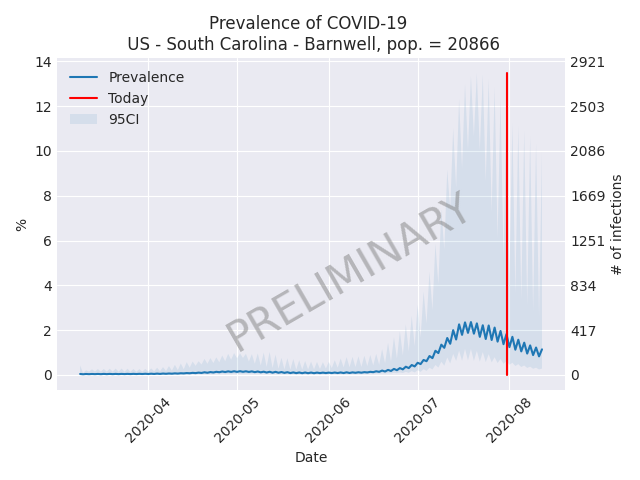 Prevalence of COVID-19
US - South Carolina - Barnwell, pop. = 20866
Prevalence
Today
95CI
PRELIMINARY
%
14
12
10
8
6
4
2
0
2921
2503
2086
1669
1251
834
417
0
# of infections
2020-04
2020-05
2020-06
2020-07
2020-08
Date